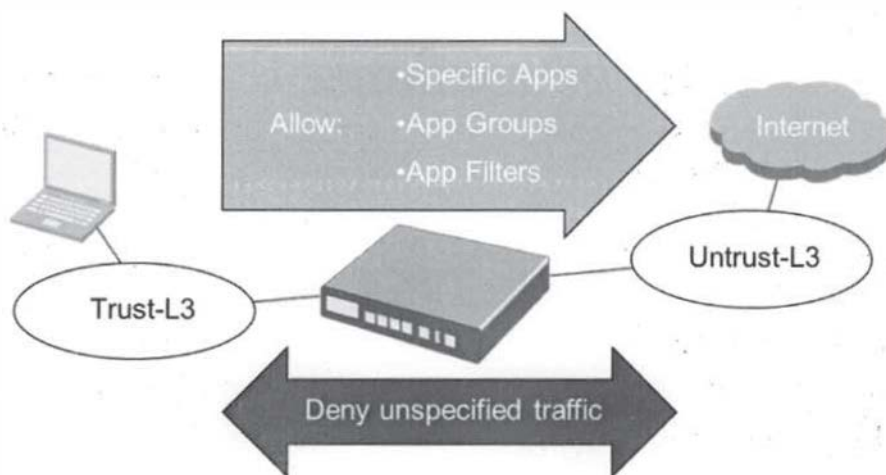 •Specific Apps
Allow: •App Groups
•App Filters
Internet
Untrust-L3
Trust-L3
Deny unspecified traffic